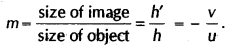 m = size of image / size of object = h′ / h = − v / u .